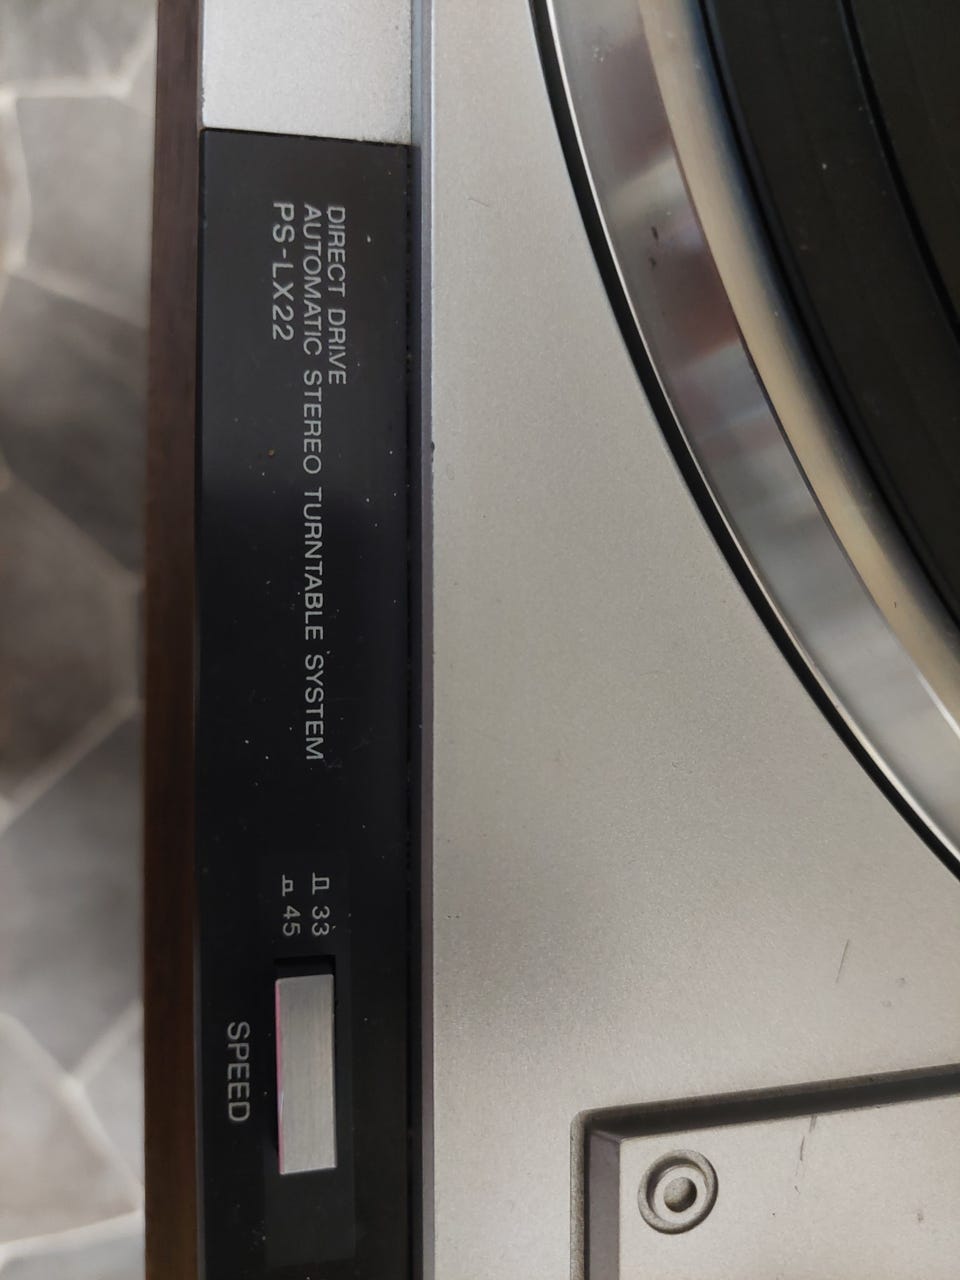 DIRECT DRIVE
AUTOMATIC STEREO TURNTABLE SYSTEM
PS-LX22
33
45
SPEED